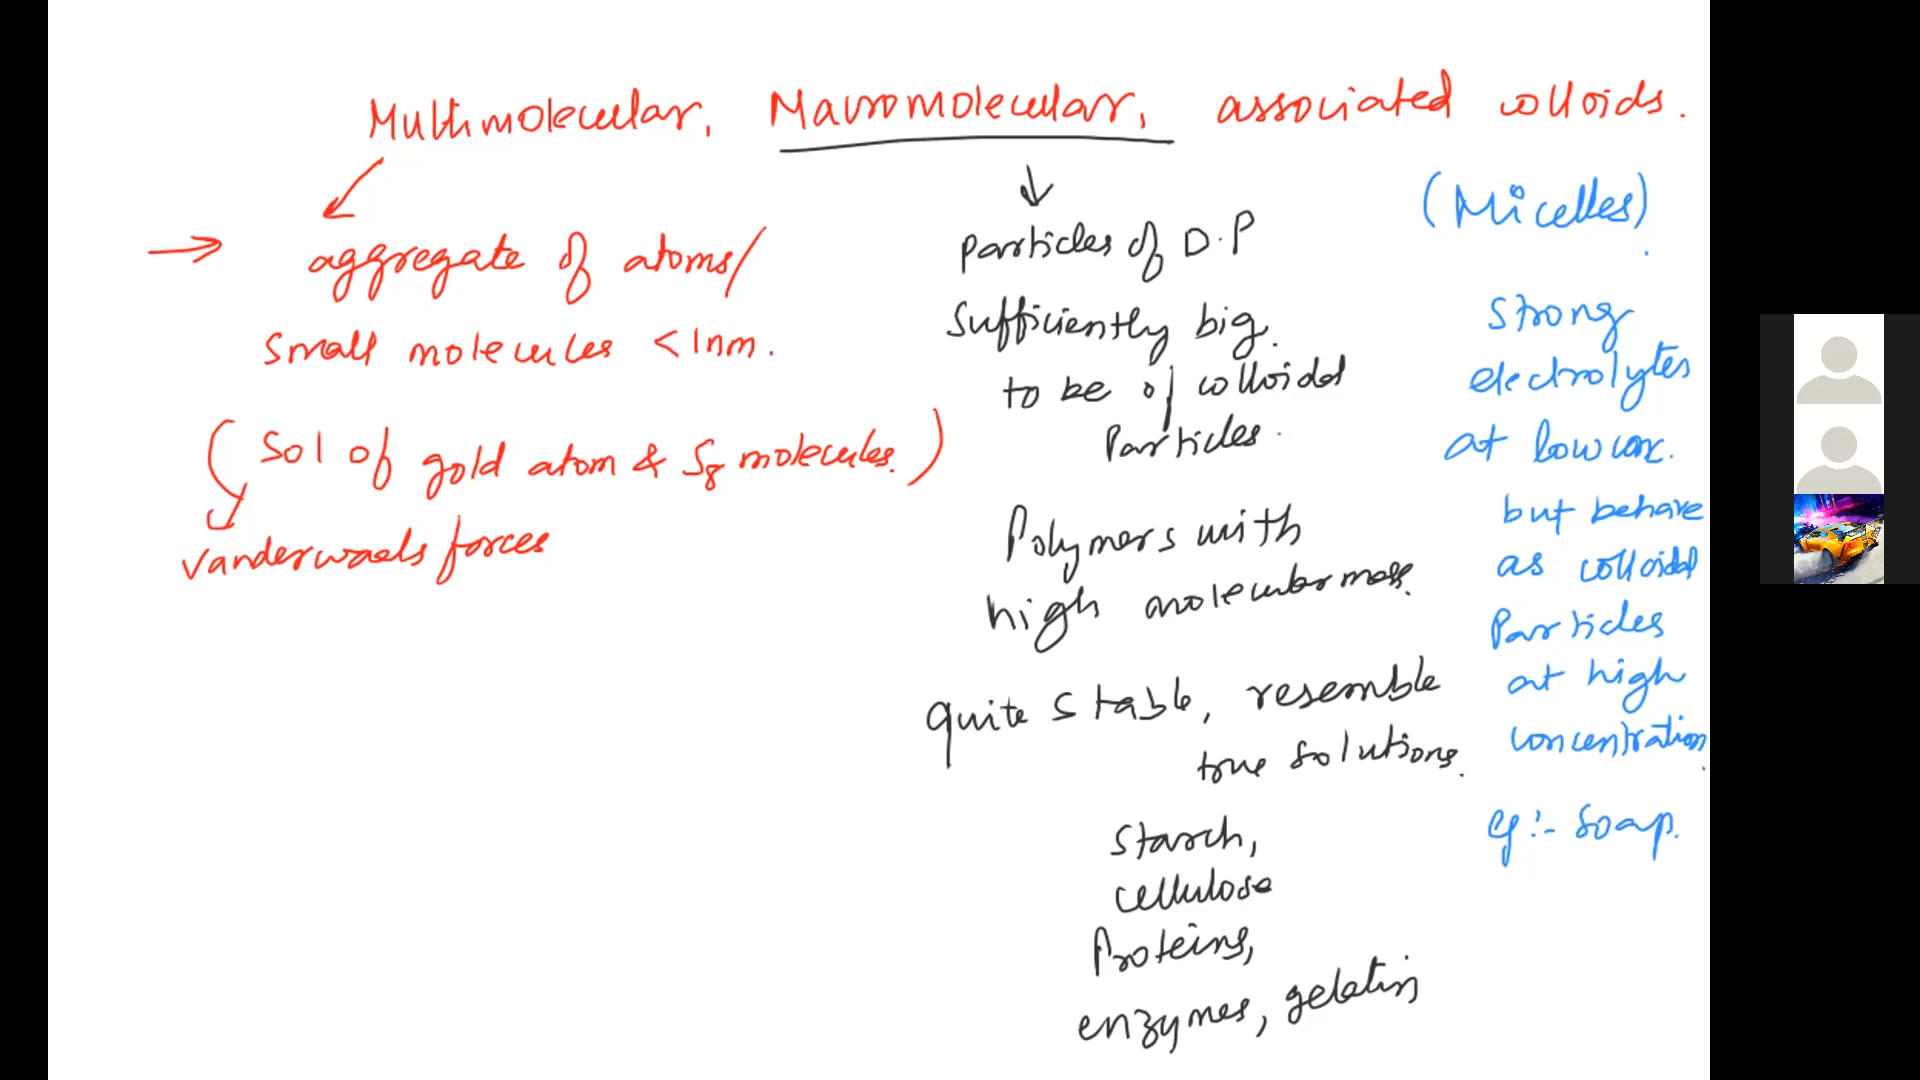 Multimolecular, Macromolecular, associated colloids.
aggregate of atoms/
small molecules < 1nm.
(Sol of gold atom & S8 molecules.)
Vanderwaals forces
Particles of D.P
Sufficiently big.
to be of colloidal
Particles.
Polymers with
high molecular mass.
quite stable, resemble
true solutions.
Starch,
cellulose
Proteins,
enzymes, gelatin
(Micelles)
Strong
electrolytes
at low conc.
but behave
as colloidal
Particles
at high
concentration.
eg:- Soap.